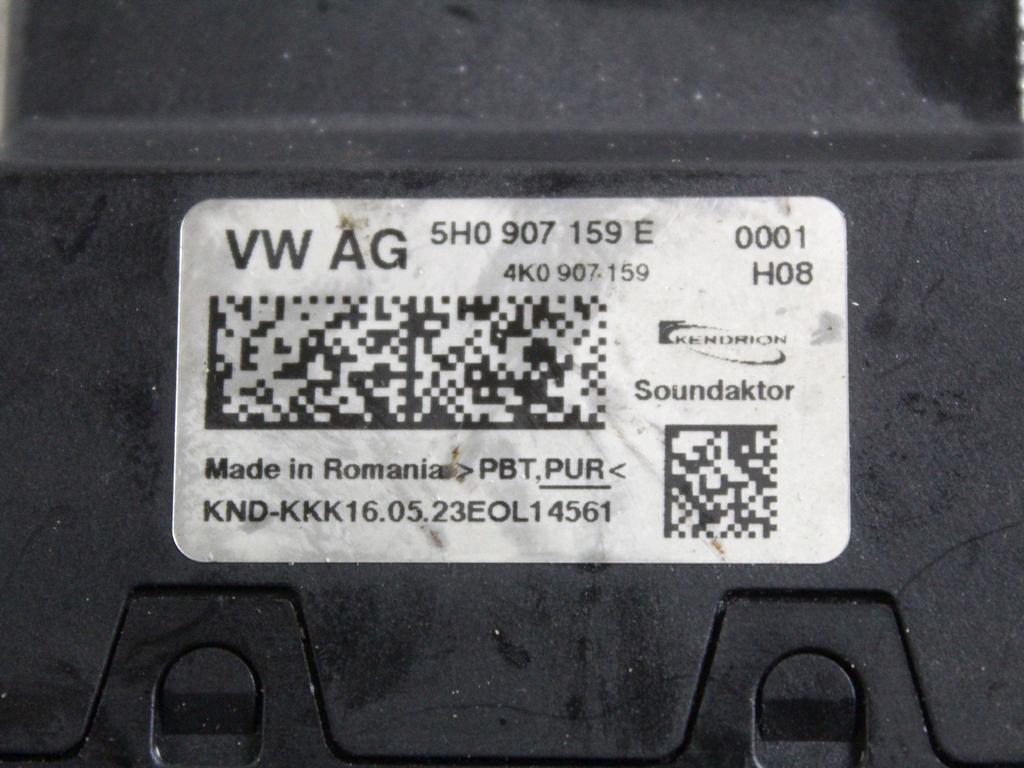 VW AG 5H0 907 159 E 0001
4K0 907 159 H08
KENDRION
Soundaktor
Made in Romania >PBT,PUR<
KND-KKK16.05.23EOL14561